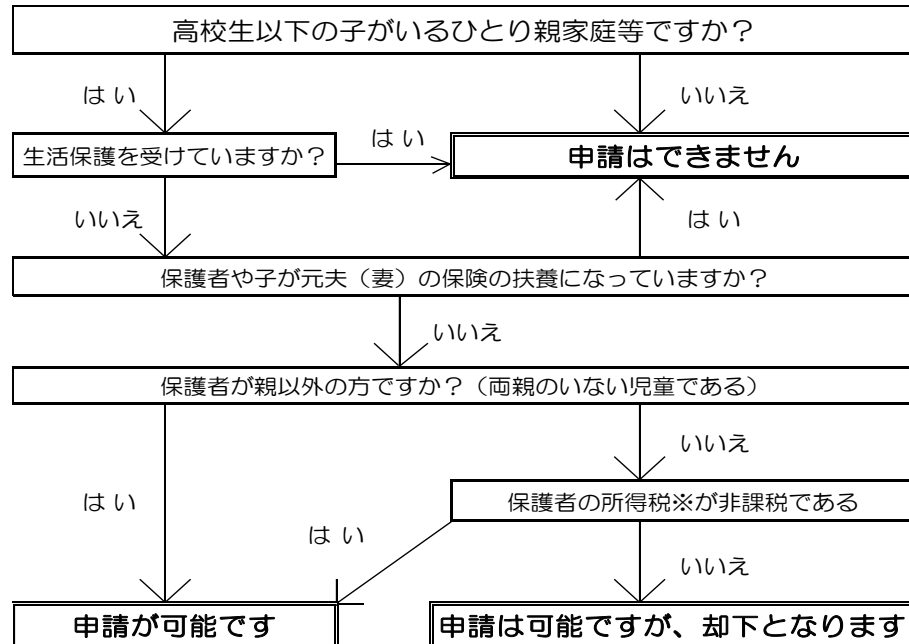 高校生以下の子がいるひとり親家庭等ですか？
はい
いいえ
生活保護を受けていますか？
はい
申請はできません
いいえ
はい
保護者や子が元夫（妻）の保険の扶養になっていますか？
いいえ
保護者が親以外の方ですか？（両親のいない児童である）
いいえ
はい
保護者の所得税※が非課税である
はい
いいえ
申請が可能です
申請は可能ですが、却下となります